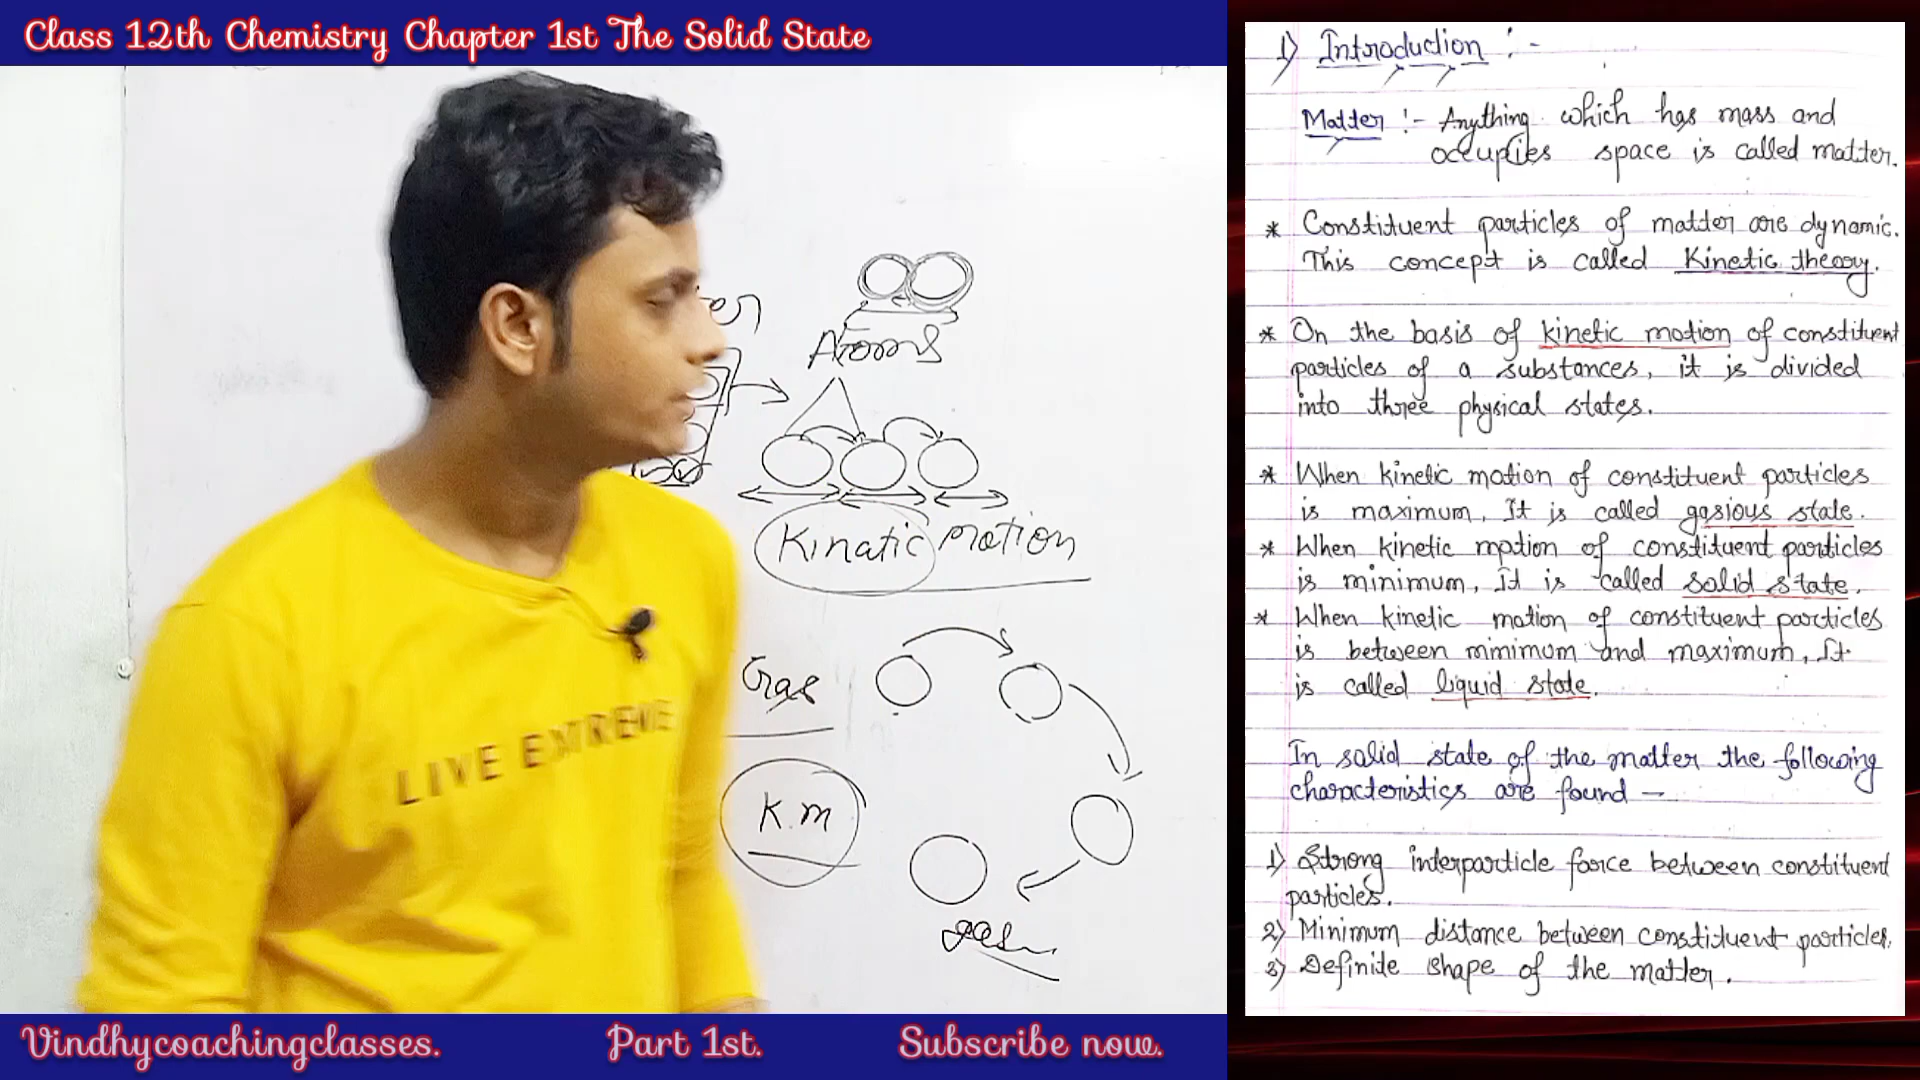 Class 12th Chemistry Chapter 1st The Solid State
Atoms
Kinatic motion
Gas
K.m
gas
LIVE EXTREME
Vindhycoachingclasses.
Part 1st.
Subscribe now.
1) Introduction :-
Matter :- Anything which has mass and
occupies space is called matter.
* Constituent particles of matter are dynamic.
This concept is called Kinetic theory.
* On the basis of kinetic motion of constituent
particles of a substances, it is divided
into three physical states.
* When kinetic motion of constituent particles
is maximum, It is called gasious state.
* When kinetic motion of constituent particles
is minimum, it is called solid state.
* When kinetic motion of constituent particles
is between minimum and maximum, It
is called liquid state.
In solid state of the matter the following
characteristics are found —
1) Strong interparticle force between constituent
particles.
2) Minimum distance between constituent particles.
3) Definite shape of the matter.